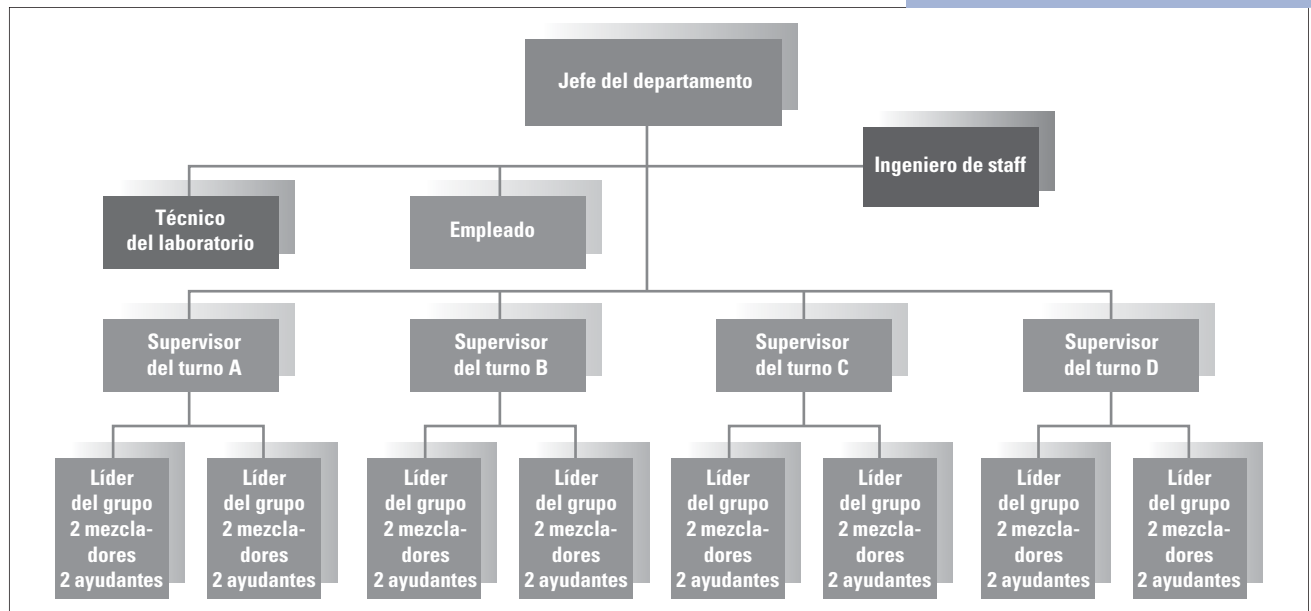 Jefe del departamento
Ingeniero de staff
Técnico
del laboratorio
Empleado
Supervisor
del turno A
Supervisor
del turno B
Supervisor
del turno C
Supervisor
del turno D
Líder
del grupo
2 mezcla-
dores
2 ayudantes
Líder
del grupo
2 mezcla-
dores
2 ayudantes
Líder
del grupo
2 mezcla-
dores
2 ayudantes
Líder
del grupo
2 mezcla-
dores
2 ayudantes
Líder
del grupo
2 mezcla-
dores
2 ayudantes
Líder
del grupo
2 mezcla-
dores
2 ayudantes
Líder
del grupo
2 mezcla-
dores
2 ayudantes
Líder
del grupo
2 mezcla-
dores
2 ayudantes